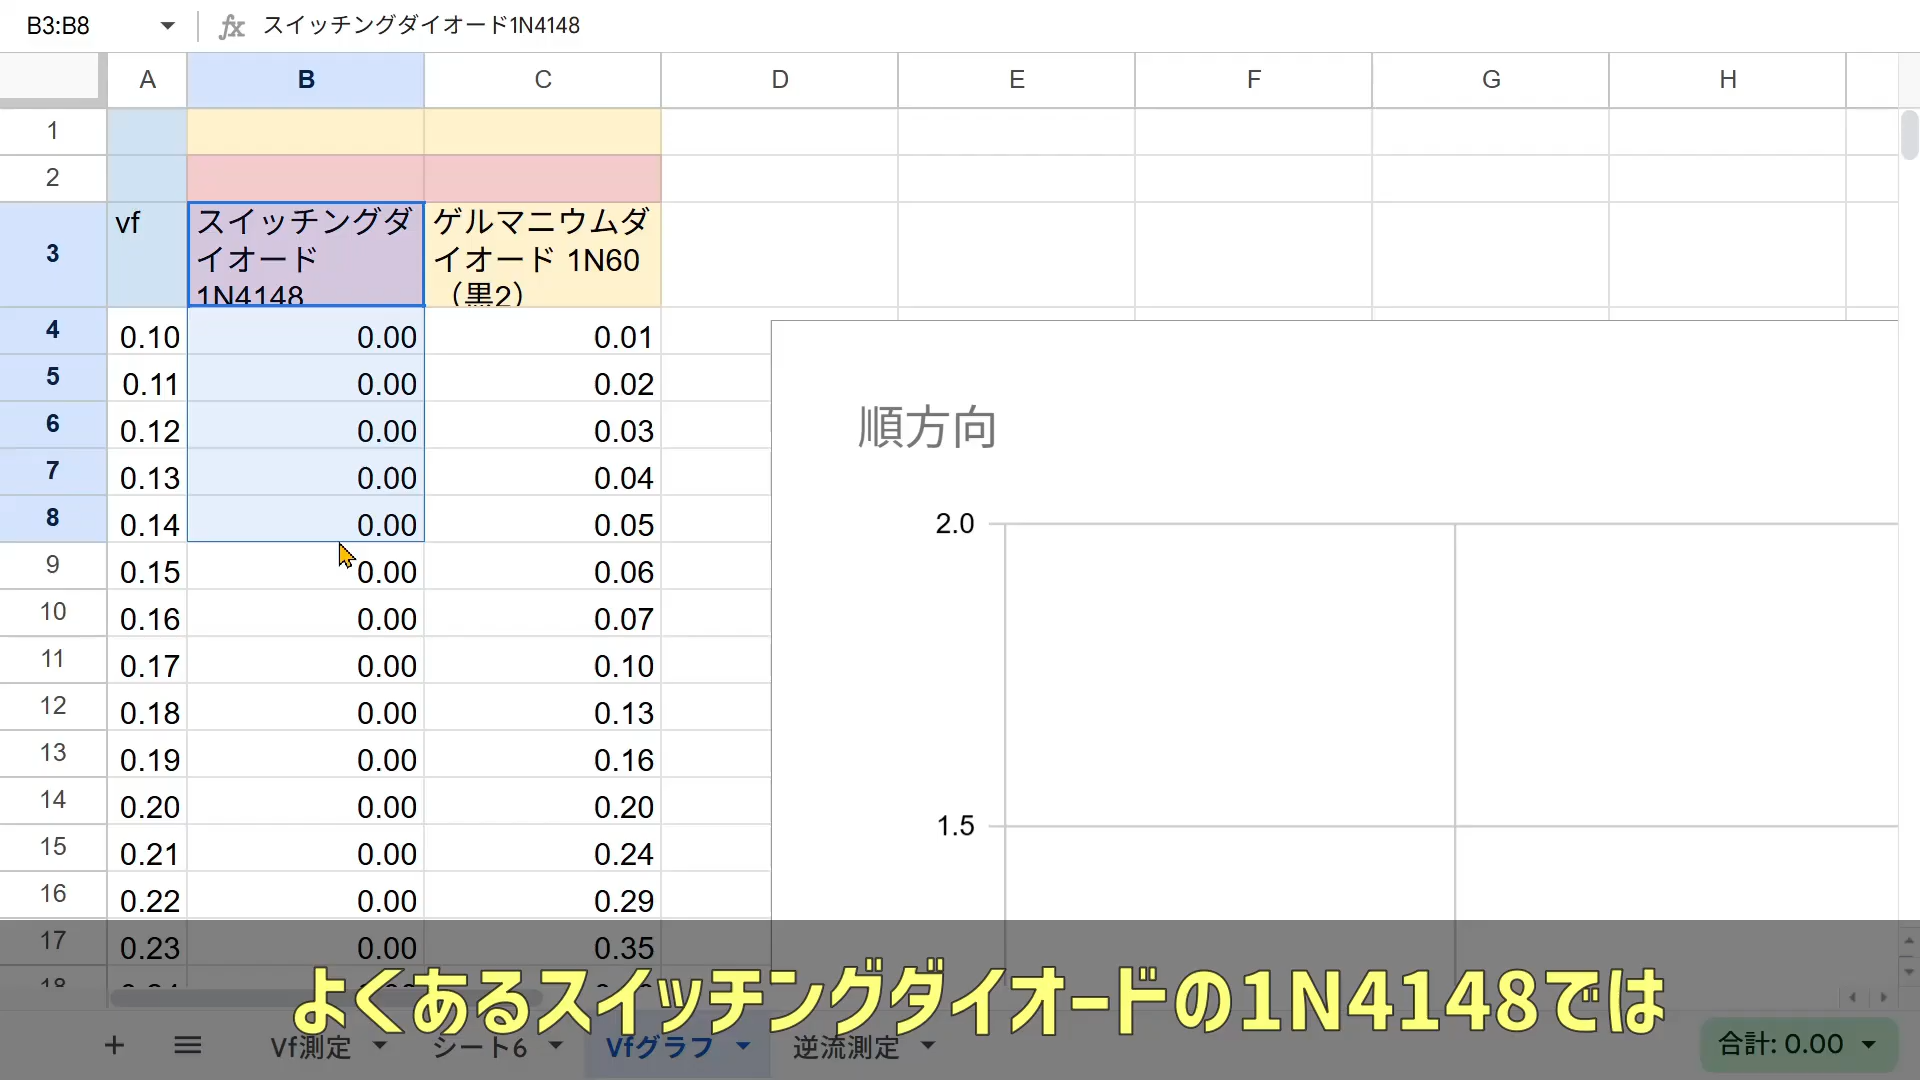 B3:B8 fx スイッチングダイオード1N4148
A B C D E F G H
1
2
3 vf スイッチングダイオード 1N4148 ゲルマニウムダイオード 1N60（黒2）
4 0.10 0.00 0.01
5 0.11 0.00 0.02
6 0.12 0.00 0.03
7 0.13 0.00 0.04
8 0.14 0.00 0.05
9 0.15 0.00 0.06
10 0.16 0.00 0.07
11 0.17 0.00 0.10
12 0.18 0.00 0.13
13 0.19 0.00 0.16
14 0.20 0.00 0.20
15 0.21 0.00 0.24
16 0.22 0.00 0.29
17 0.23 0.00 0.35
18
順方向
2.0
1.5
よくあるスイッチングダイオードの1N4148では
Vf測定 シート6 Vfグラフ 逆流測定 合計: 0.00